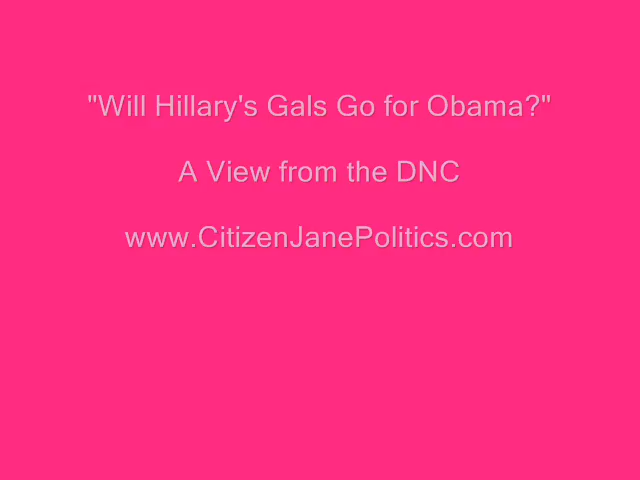 "Will Hillary's Gals Go for Obama?"
A View from the DNC
www.CitizenJanePolitics.com